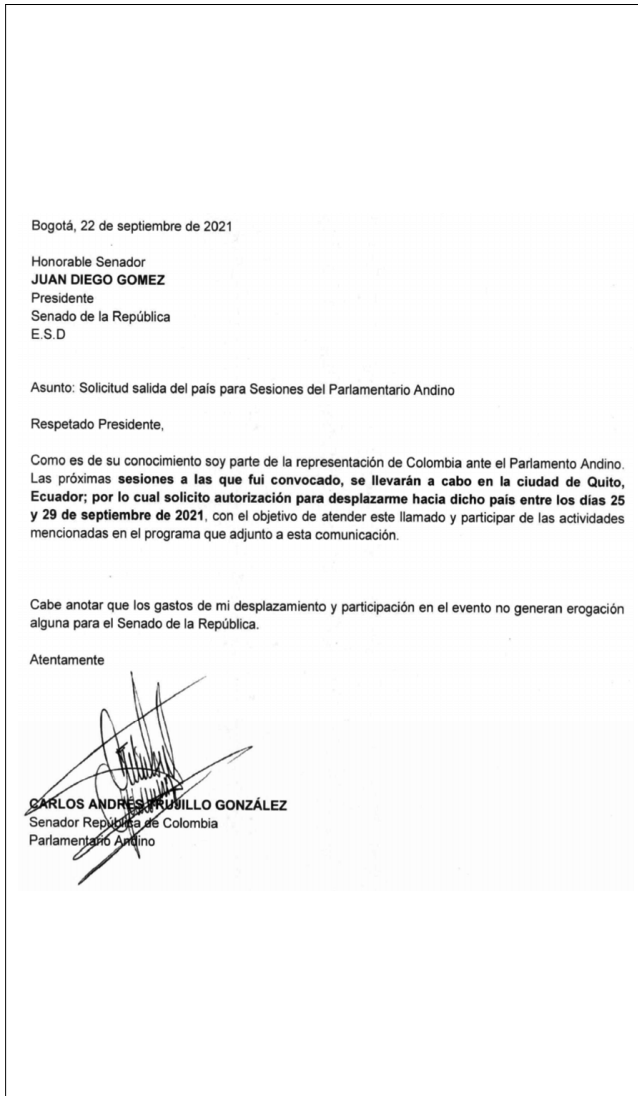 Bogotá, 22 de septiembre de 2021
Honorable Senador
JUAN DIEGO GOMEZ
Presidente
Senado de la República
E.S.D
Asunto: Solicitud salida del país para Sesiones del Parlamentario Andino
Respetado Presidente,
Como es de su conocimiento soy parte de la representación de Colombia ante el Parlamento Andino.
Las próximas sesiones a las que fui convocado, se llevarán a cabo en la ciudad de Quito,
Ecuador; por lo cual solicito autorización para desplazarme hacia dicho país entre los días 25
y 29 de septiembre de 2021, con el objetivo de atender este llamado y participar de las actividades
mencionadas en el programa que adjunto a esta comunicación.
Cabe anotar que los gastos de mi desplazamiento y participación en el evento no generan erogación
alguna para el Senado de la República.
Atentamente
CARLOS ANDRÉS TRUJILLO GONZÁLEZ
Senador República de Colombia
Parlamentario Andino